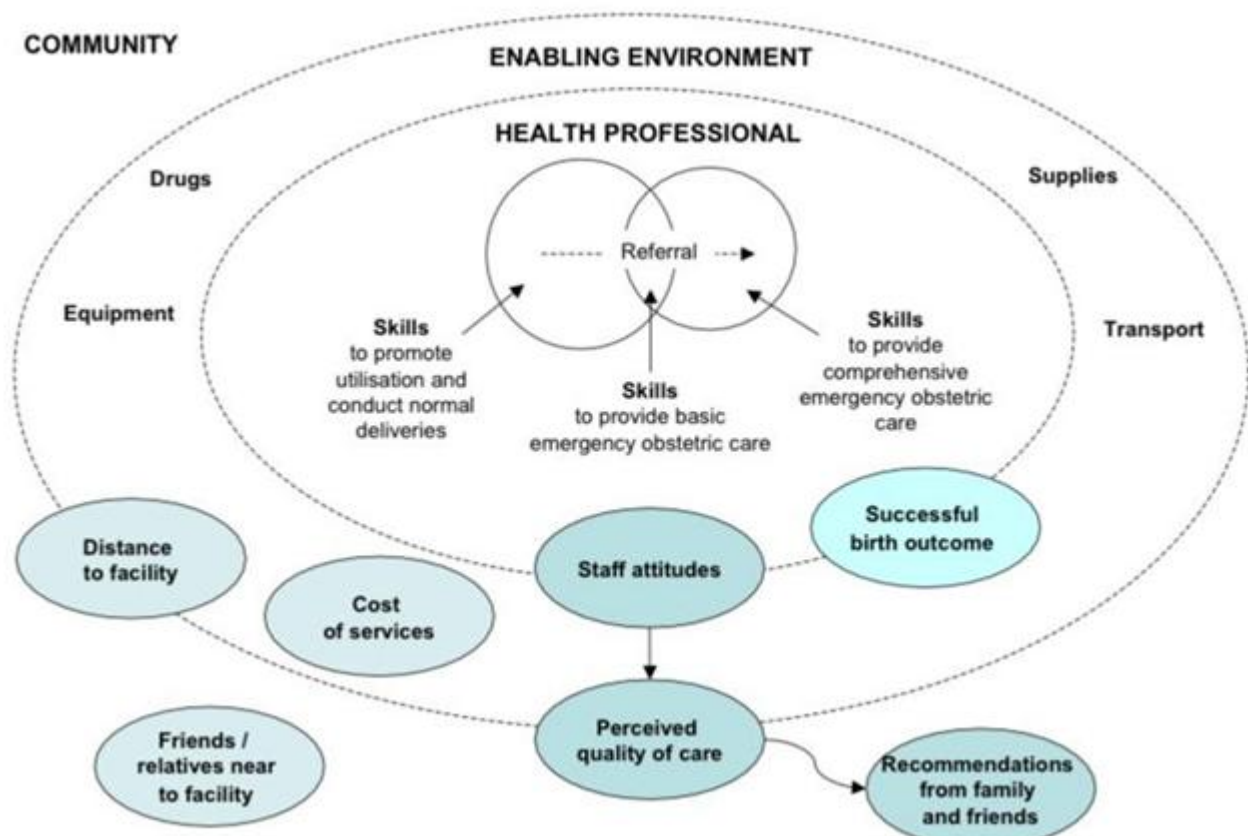 COMMUNITY
ENABLING ENVIRONMENT
HEALTH PROFESSIONAL
Drugs
Supplies
Referral
Equipment
Transport
Skills
to promote
utilisation and
conduct normal
deliveries
Skills
to provide basic
emergency obstetric care
Skills
to provide
comprehensive
emergency obstetric
care
Distance
to facility
Cost
of services
Staff attitudes
Successful
birth outcome
Friends /
relatives near
to facility
Perceived
quality of care
Recommendations
from family
and friends